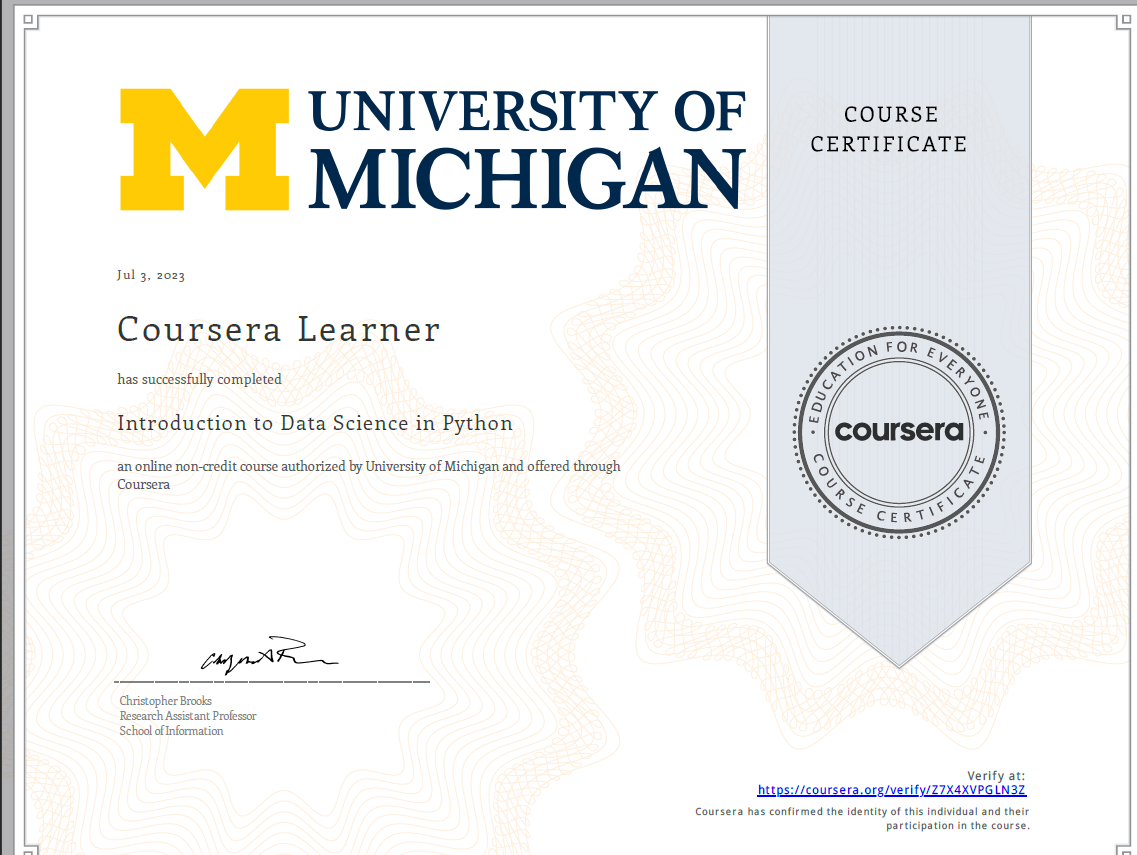 UNIVERSITY OF
MICHIGAN
COURSE
CERTIFICATE
Jul 3, 2023
Coursera Learner
has successfully completed
Introduction to Data Science in Python
an online non-credit course authorized by University of Michigan and offered through
Coursera
EDUCATION FOR EVERYONE
coursera
COURSE CERTIFICATE
Christopher Brooks
Research Assistant Professor
School of Information
Verify at:
https://coursera.org/verify/Z7X4XVPGLN3Z
Coursera has confirmed the identity of this individual and their
participation in the course.